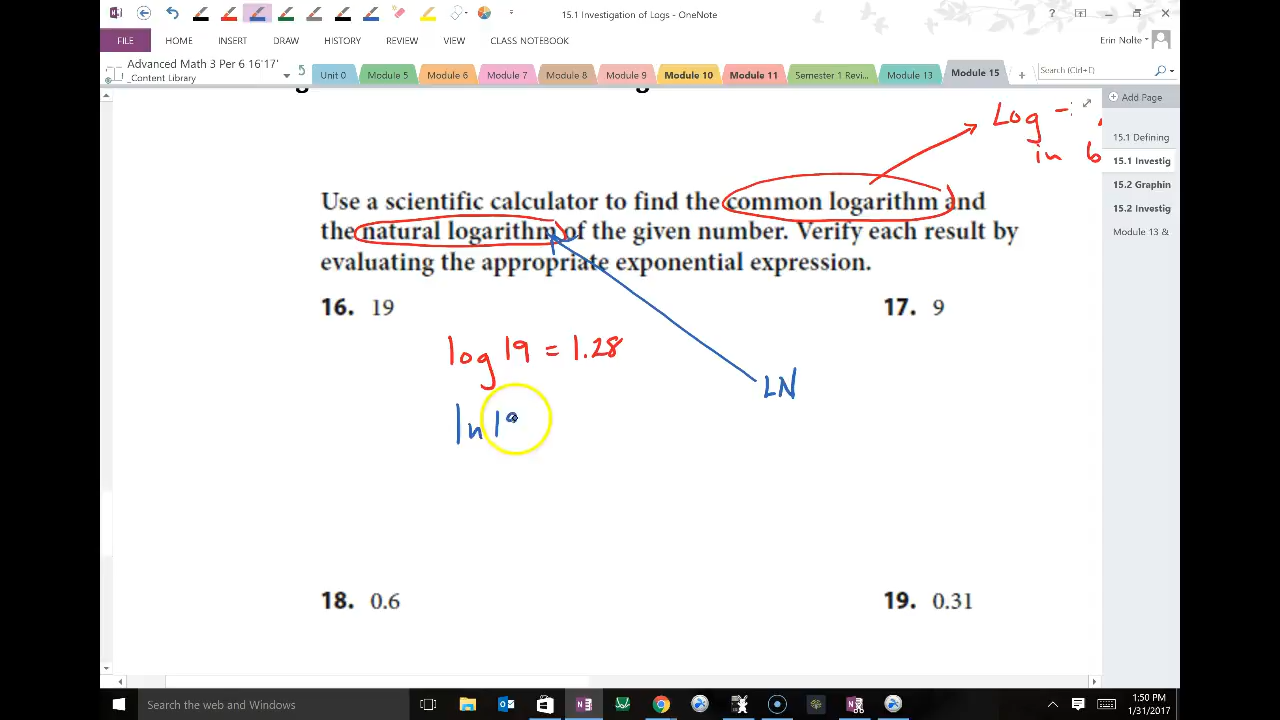 15.1 Investigation of Logs - OneNote
FILE HOME INSERT DRAW HISTORY REVIEW VIEW CLASS NOTEBOOK
Erin Nolte
Advanced Math 3 Per 6 16'17'
_Content Library
Unit 0 Module 5 Module 6 Module 7 Module 8 Module 9 Module 10 Module 11 Semester 1 Revi... Module 13 Module 15
Search (Ctrl+E)
Add Page
15.1 Defining
15.1 Investig
15.2 Graphin
15.2 Investig
Module 13 &
Log
in
Use a scientific calculator to find the common logarithm and
the natural logarithm of the given number. Verify each result by
evaluating the appropriate exponential expression.
16. 19
17. 9
log 19 = 1.28
LN
ln 19
18. 0.6
19. 0.31
Search the web and Windows
1:50 PM
1/31/2017